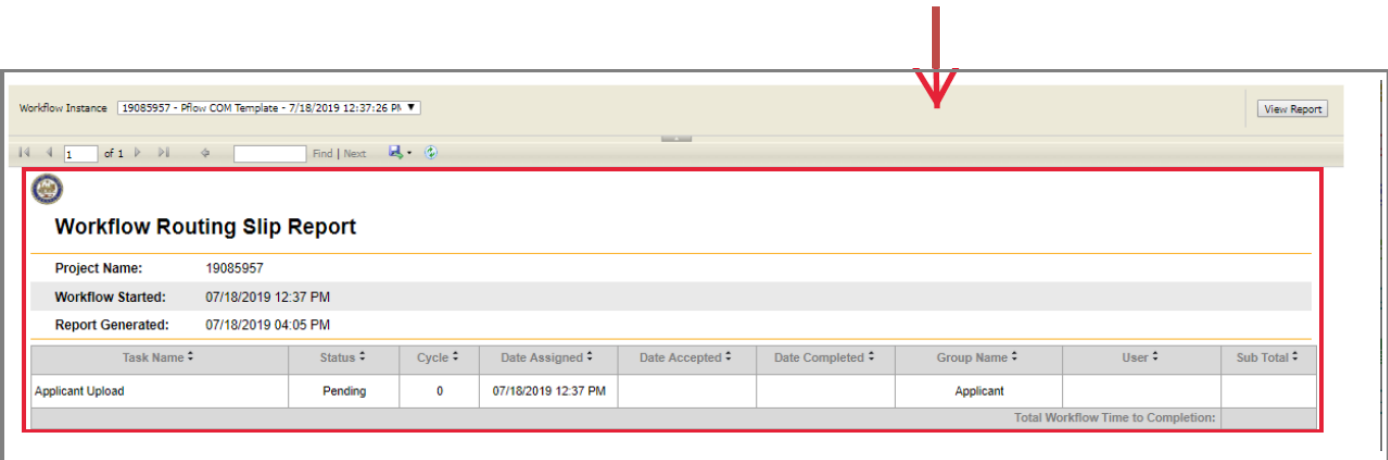 Workflow Instance 19085957 - Pflow COM Template - 7/18/2019 12:37:26 PM View Report
1 of 1 Find | Next
Workflow Routing Slip Report
Project Name: 19085957
Workflow Started: 07/18/2019 12:37 PM
Report Generated: 07/18/2019 04:05 PM
Task Name Status Cycle Date Assigned Date Accepted Date Completed Group Name User Sub Total
Applicant Upload Pending 0 07/18/2019 12:37 PM Applicant
Total Workflow Time to Completion: